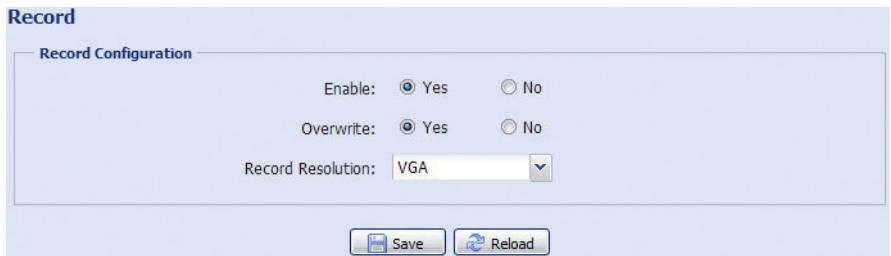 Record
Record Configuration
Enable: Yes No
Overwrite: Yes No
Record Resolution: VGA
Save Reload